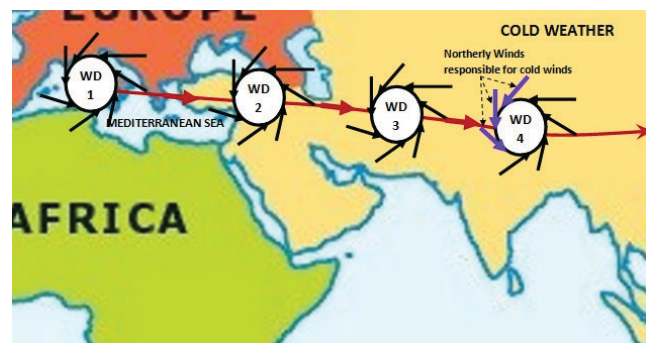 EUROPE
COLD WEATHER
Northerly Winds
responsible for cold winds
WD
1
WD
2
WD
3
WD
4
MEDITERRANEAN SEA
AFRICA